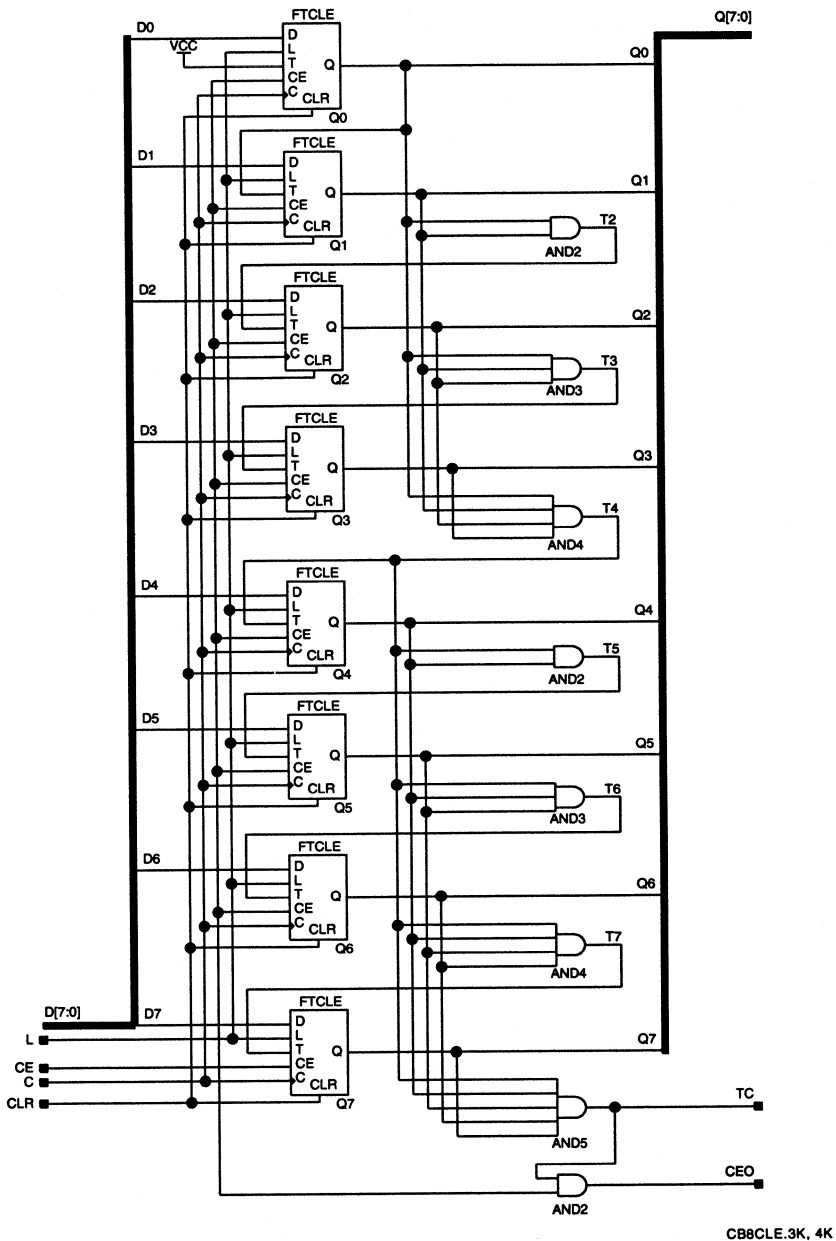 Q[7:0]
FTCLE
D0
D
VCC
L
T
Q
Q0
CE
C
CLR
Q0
FTCLE
D1
D
L
T
Q
Q1
CE
C
CLR
Q1
T2
AND2
FTCLE
D2
D
L
T
Q
Q2
CE
C
CLR
Q2
T3
AND3
FTCLE
D3
D
L
T
Q
Q3
CE
C
CLR
Q3
T4
AND4
FTCLE
D4
D
L
T
Q
Q4
CE
C
CLR
Q4
T5
AND2
FTCLE
D5
D
L
T
Q
Q5
CE
C
CLR
Q5
T6
AND3
FTCLE
D6
D
L
T
Q
Q6
CE
C
CLR
Q6
T7
AND4
FTCLE
D[7:0]
D7
D
L
L
T
Q
Q7
CE
CE
C
C
CLR
CLR
Q7
TC
AND5
CEO
AND2
CB8CLE.3K, 4K